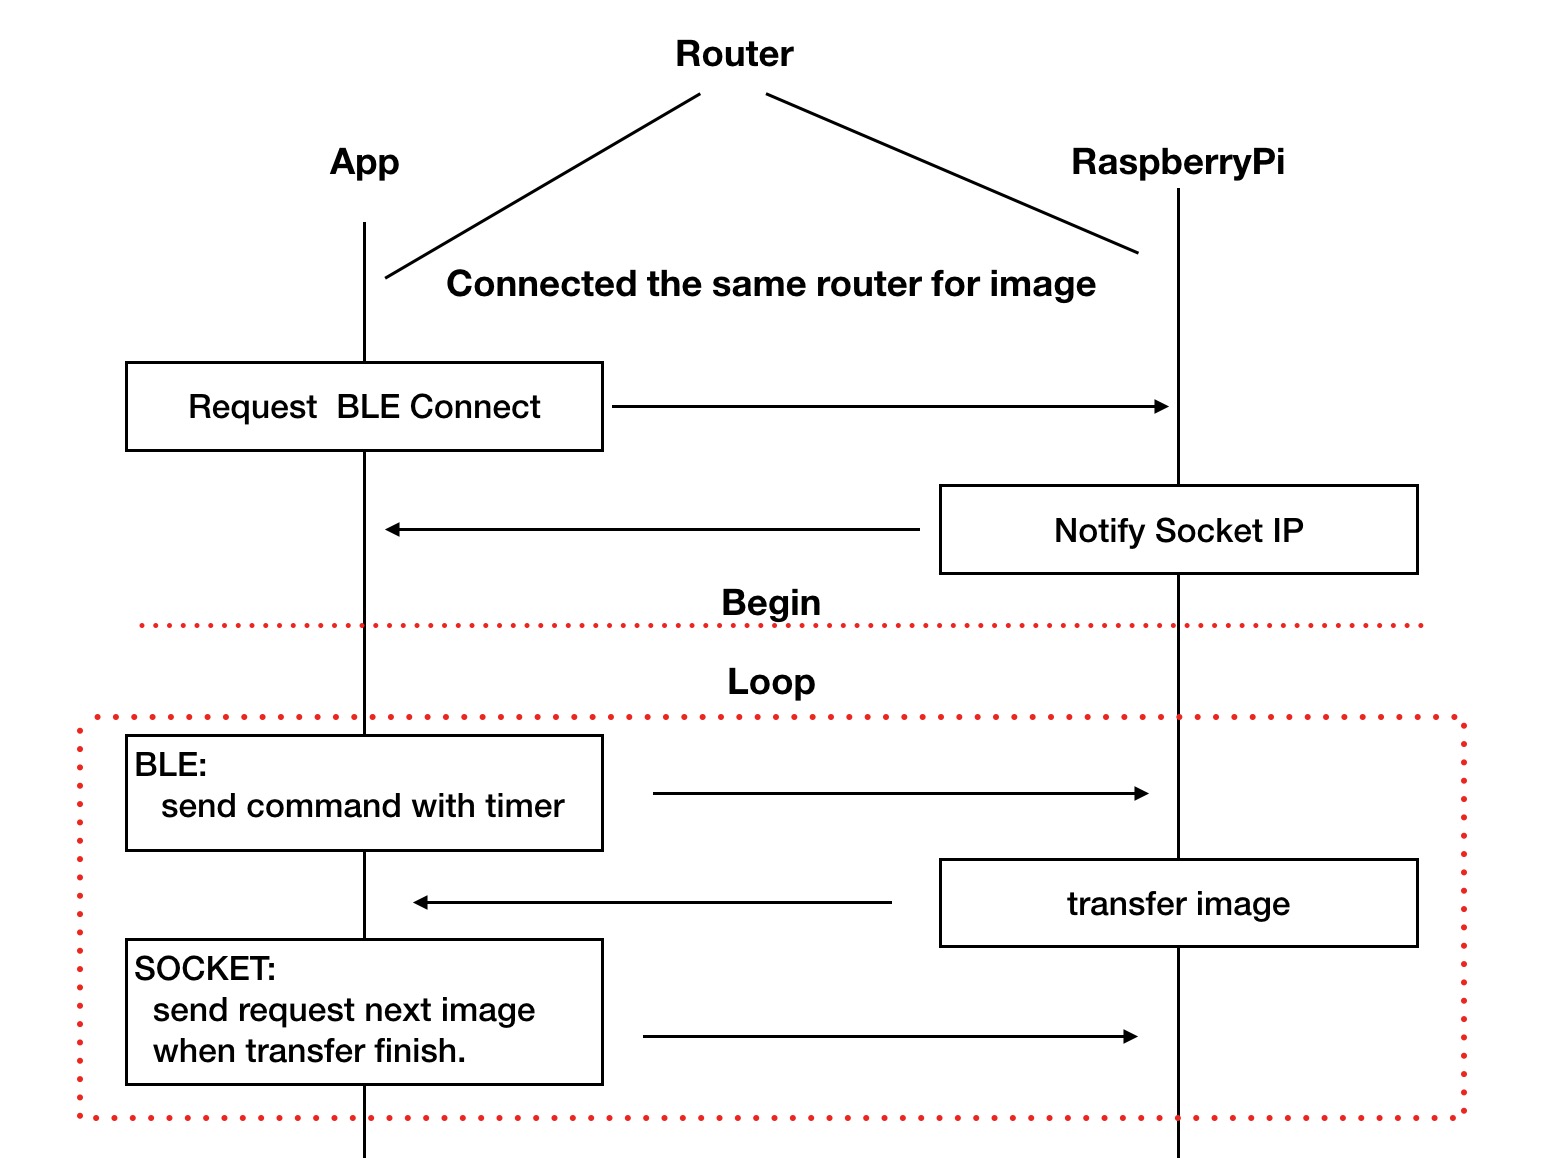 Router
App
RaspberryPi
Connected the same router for image
Request  BLE Connect
Notify Socket IP
Begin
Loop
BLE:
send command with timer
transfer image
SOCKET:
send request next image
when transfer finish.